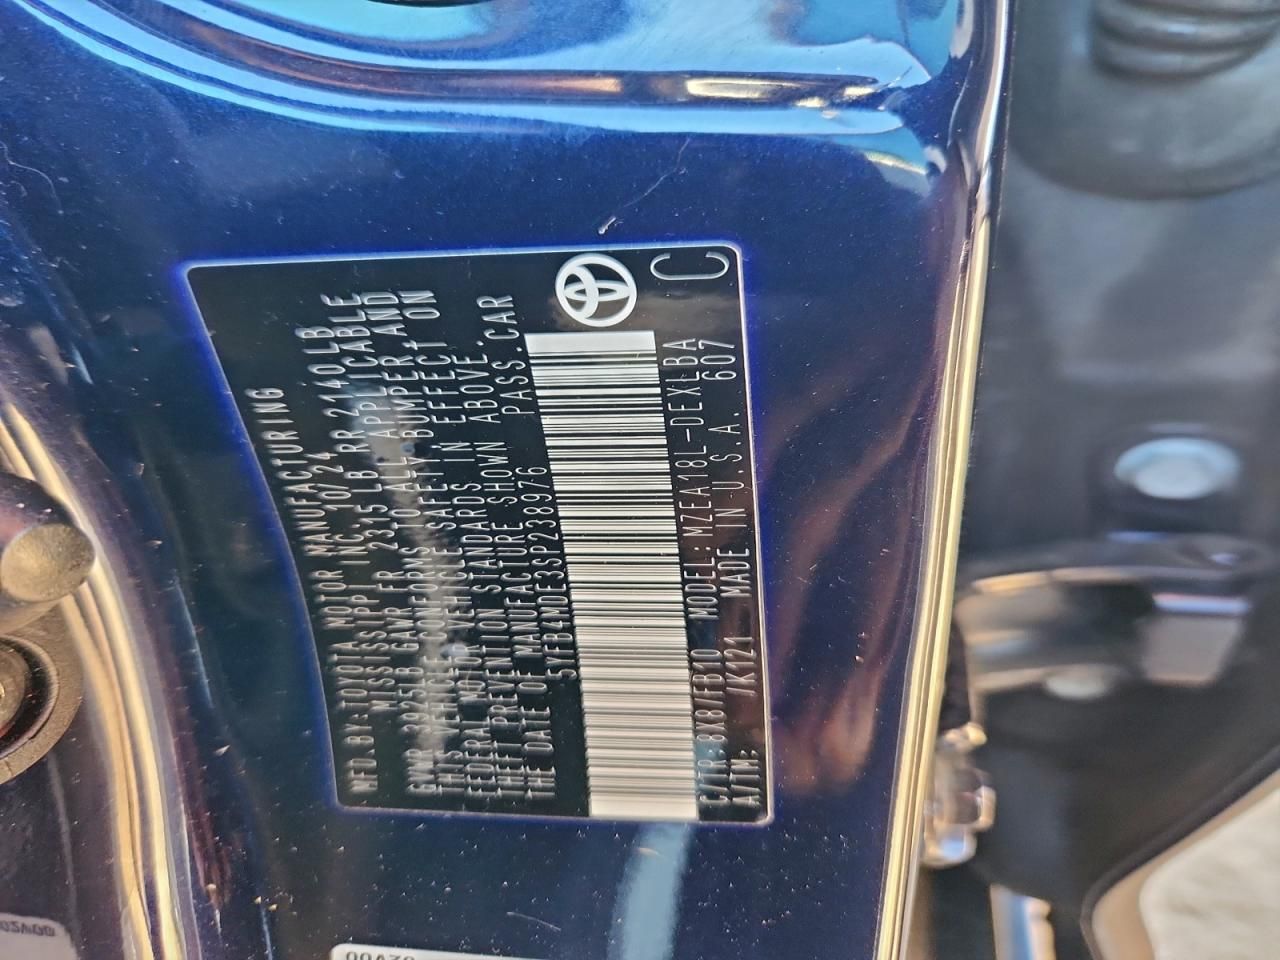 MFD.BY:TOYOTA MOTOR MANUFACTURING
MISSISSIPPI INC. 10/24
GVWR 3925LB GAWR FR 2315LB RR 2140LB
THIS VEHICLE CONFORMS TO ALL APPLICABLE
FEDERAL MOTOR VEHICLE SAFETY, BUMPER, AND
THEFT PREVENTION STANDARDS IN EFFECT ON
THE DATE OF MANUFACTURE SHOWN ABOVE.
5YFB4MDE3SP238976 PASS.CAR
C/TR:8X8/FB10 MODEL:MZEA18L-DEXLBA
A/TM: /K121 MADE IN U.S.A. 607
C